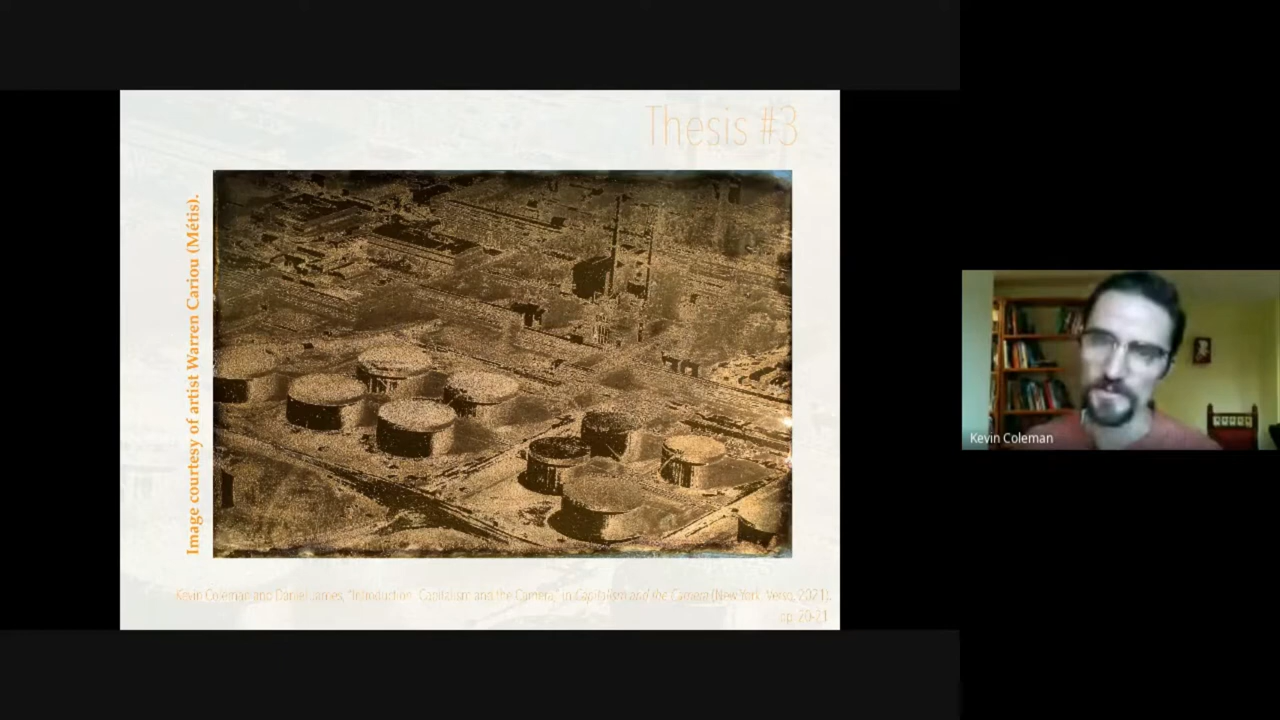 Thesis #3
Image courtesy of artist Warren Cariou (Métis).
Kevin Coleman and Daniel James, "Introduction: Capitalism and the Camera," in Capitalism and the Camera (New York: Verso, 2021),
pp. 20-21
Kevin Coleman